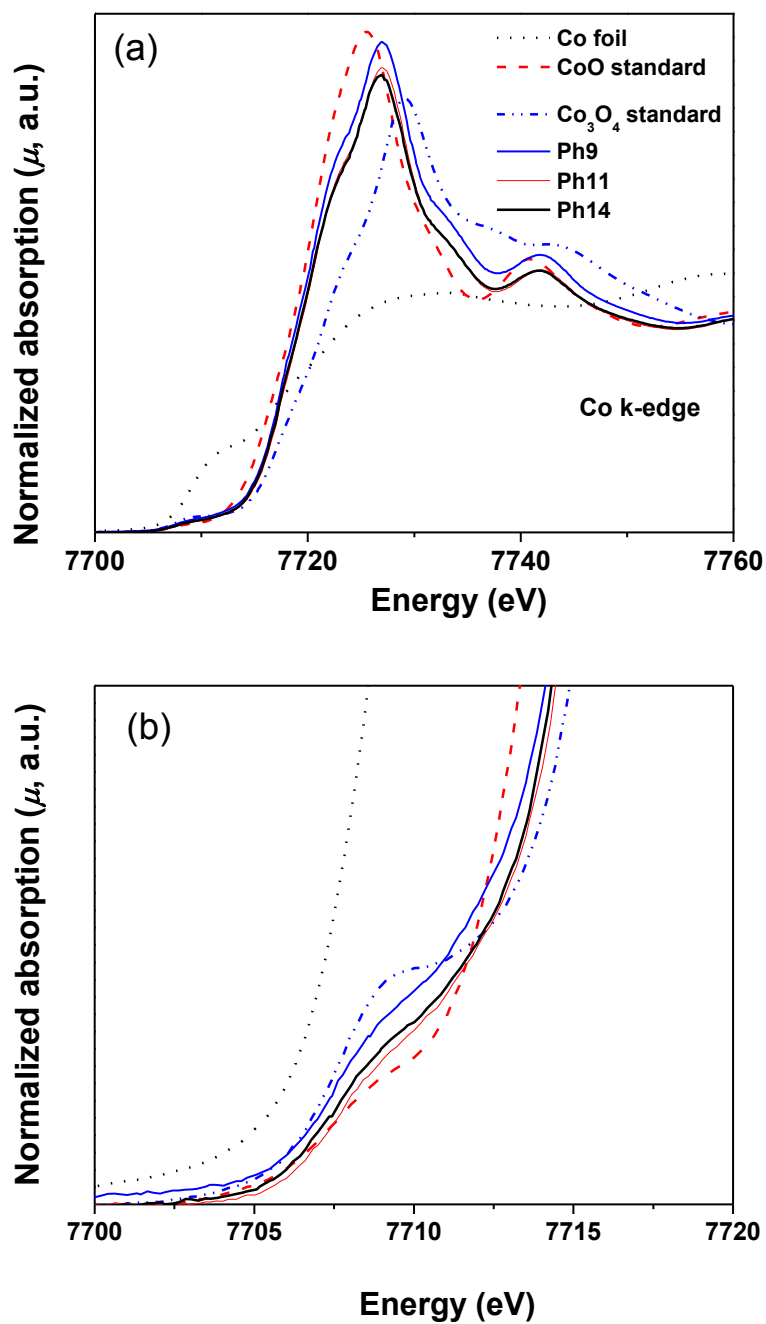 (a)
Co foil
CoO standard
Co₃O₄ standard
Ph9
Ph11
Ph14
Normalized absorption (μ, a.u.)
Co k-edge
7700 7720 7740 7760
Energy (eV)
(b)
Normalized absorption (μ, a.u.)
7700 7705 7710 7715 7720
Energy (eV)